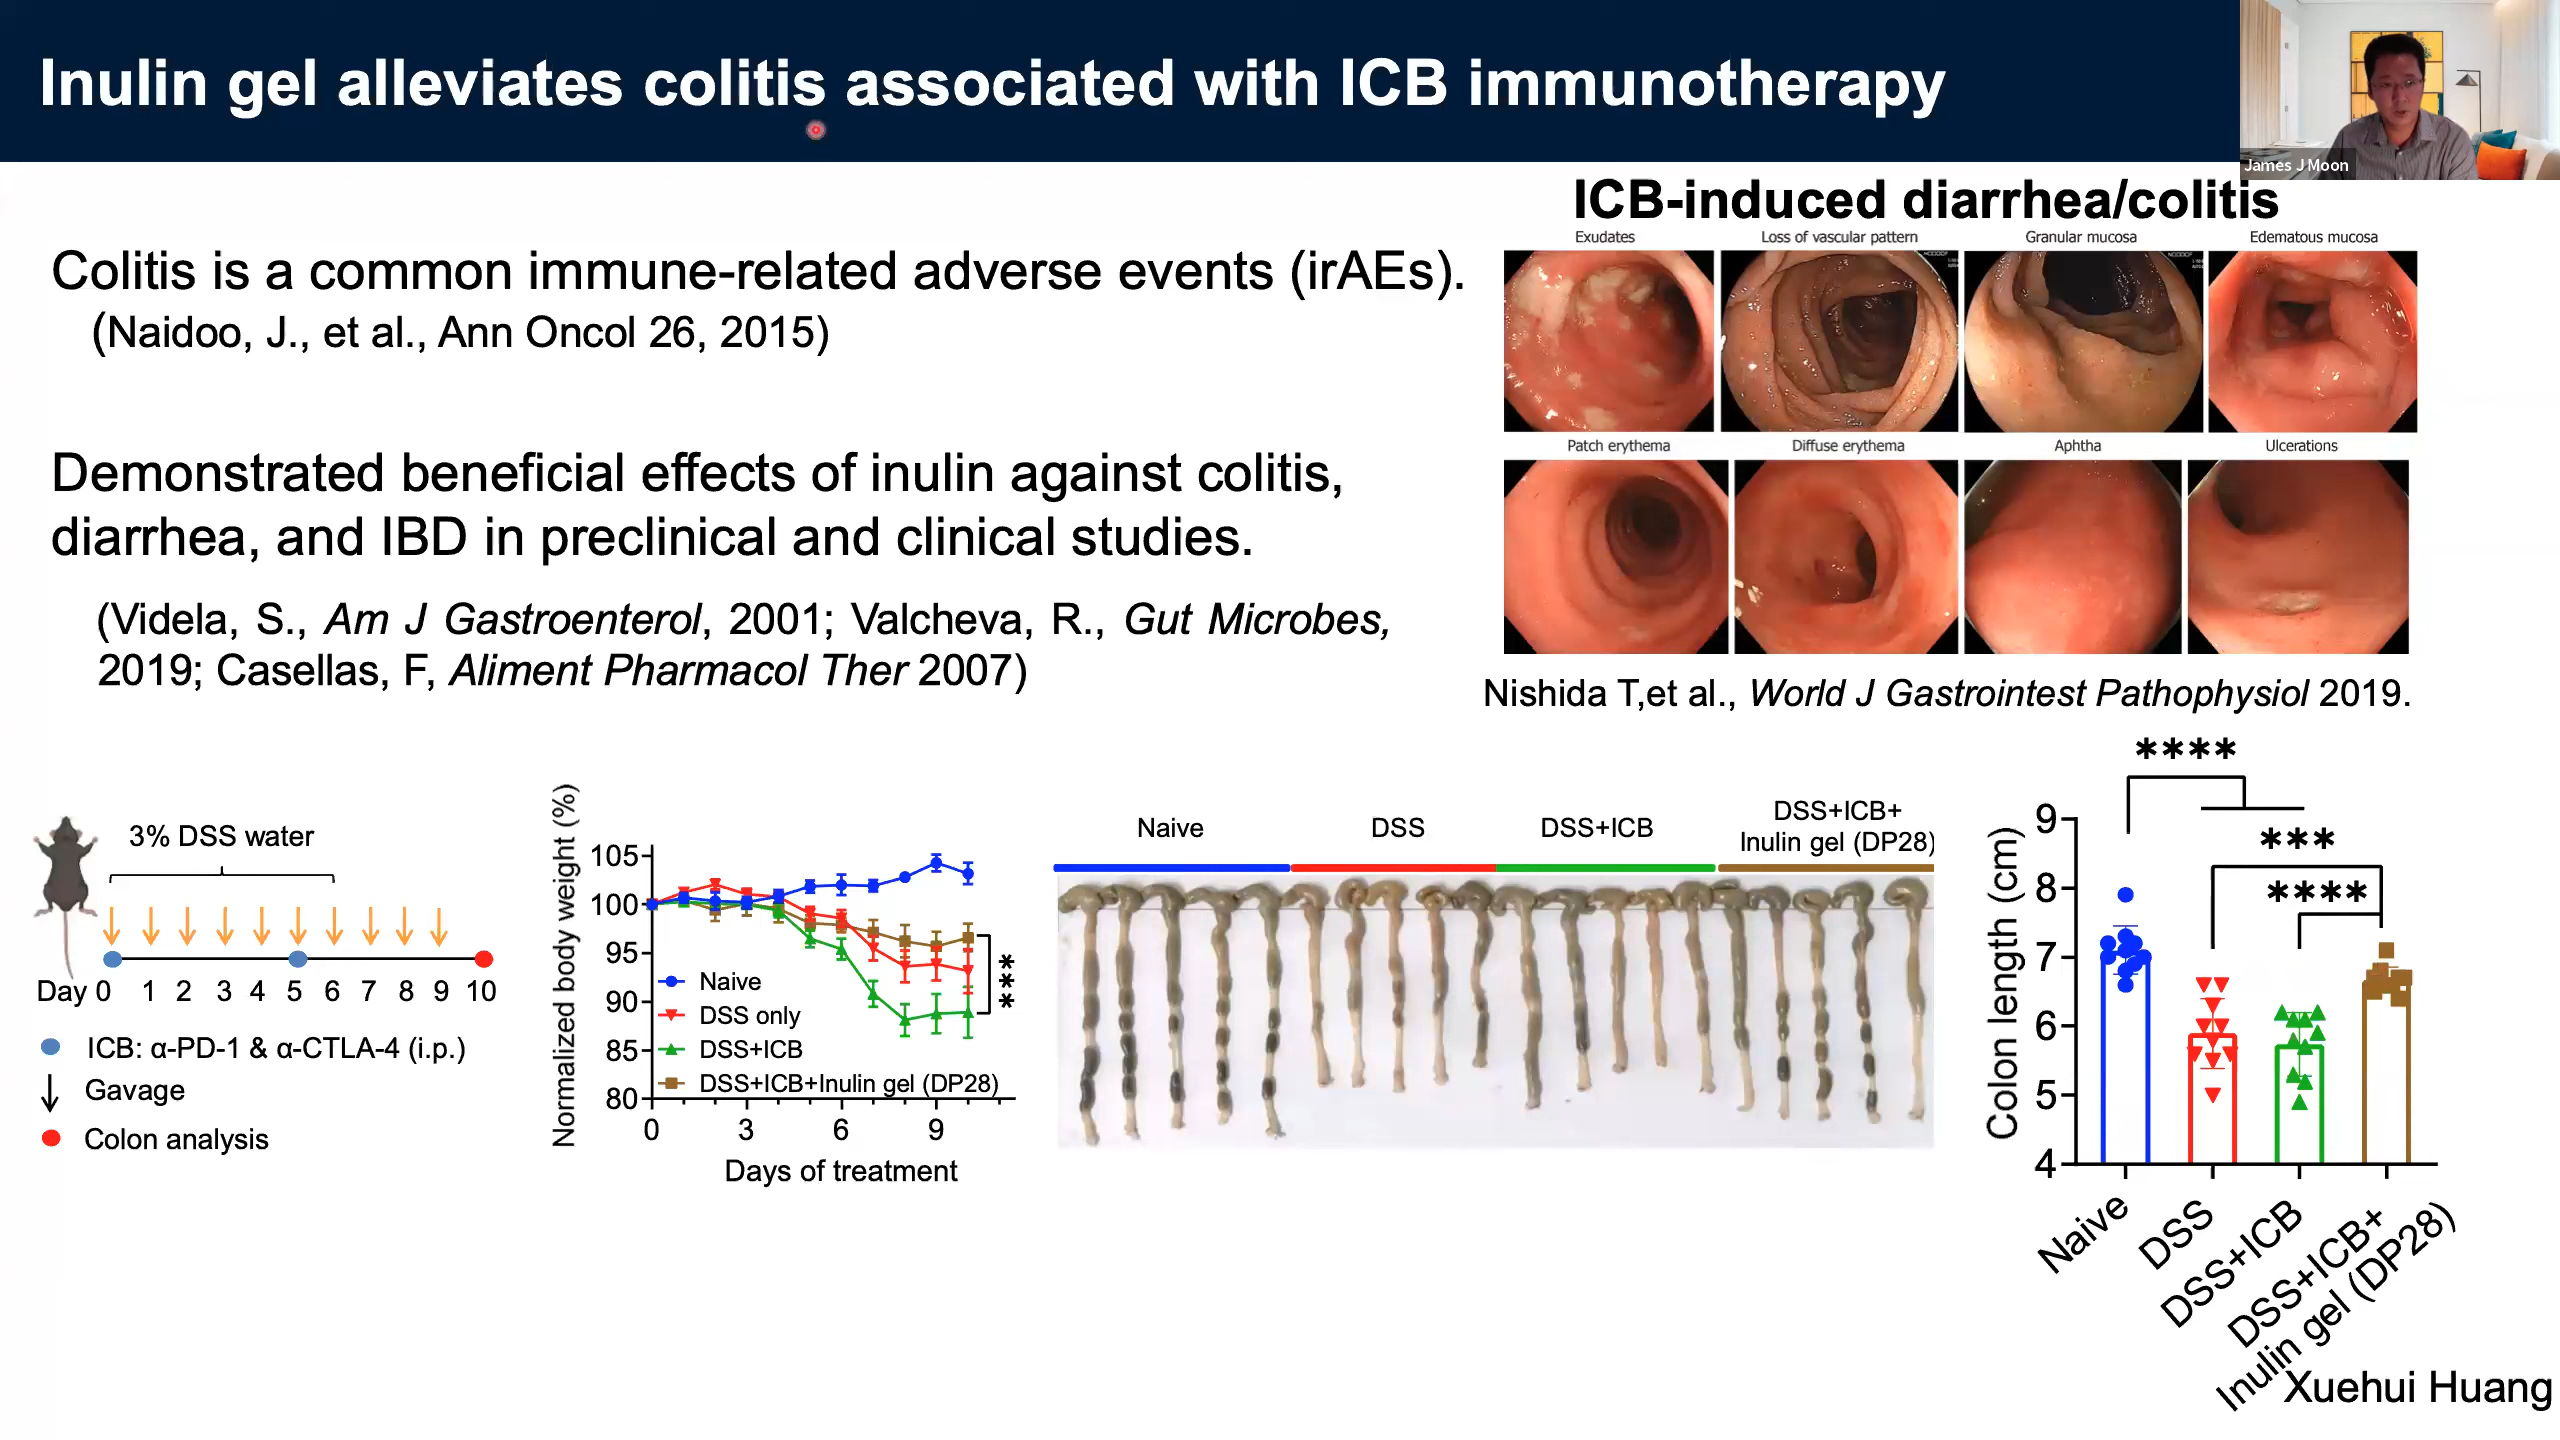 Inulin gel alleviates colitis associated with ICB immunotherapy
James J Moon
Colitis is a common immune-related adverse events (irAEs).
(Naidoo, J., et al., Ann Oncol 26, 2015)
Demonstrated beneficial effects of inulin against colitis,
diarrhea, and IBD in preclinical and clinical studies.
(Videla, S., Am J Gastroenterol, 2001; Valcheva, R., Gut Microbes,
2019; Casellas, F, Aliment Pharmacol Ther 2007)
ICB-induced diarrhea/colitis
Exudates Loss of vascular pattern Granular mucosa Edematous mucosa
Patch erythema Diffuse erythema Aphtha Ulcerations
Nishida T,et al., World J Gastrointest Pathophysiol 2019.
3% DSS water
Day 0 1 2 3 4 5 6 7 8 9 10
ICB: α-PD-1 & α-CTLA-4 (i.p.)
Gavage
Colon analysis
Normalized body weight (%)
105
100
95
90
85
80
Naive
DSS only
DSS+ICB
DSS+ICB+Inulin gel (DP28)
***
0 3 6 9
Days of treatment
Naive DSS DSS+ICB DSS+ICB+
Inulin gel (DP28)
****
***
****
Colon length (cm)
9
8
7
6
5
4
Naive
DSS
DSS+ICB
DSS+ICB+
Inulin gel (DP28)
Xuehui Huang